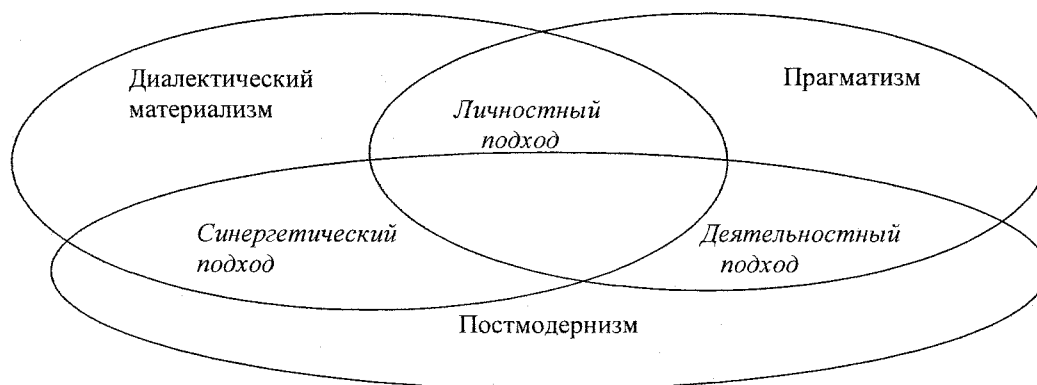 Диалектический
материализм
Прагматизм
Личностный
подход
Синергетический
подход
Деятельностный
подход
Постмодернизм